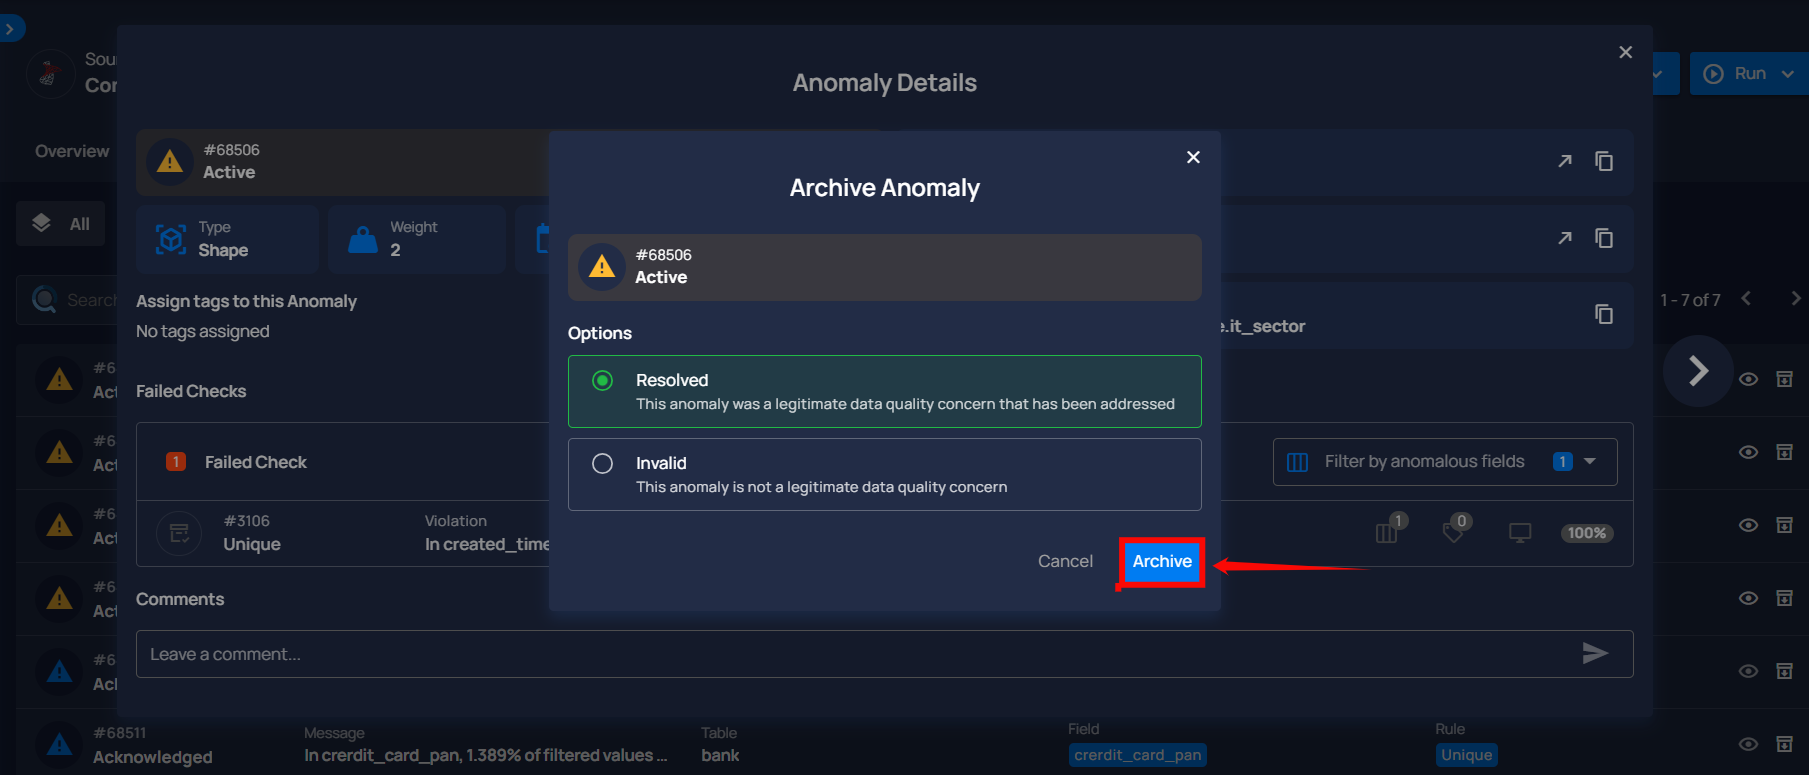 Sou
Cor
Run
Overview
All
Search
1 - 7 of 7
Anomaly Details
#68506
Active
Type
Shape
Weight
2
Assign tags to this Anomaly
No tags assigned
e.it_sector
Failed Checks
1
Failed Check
Filter by anomalous fields
1
#3106
Unique
Violation
In created_time
1
0
100%
Comments
Leave a comment...
Archive Anomaly
#68506
Active
Options
Resolved
This anomaly was a legitimate data quality concern that has been addressed
Invalid
This anomaly is not a legitimate data quality concern
Cancel
Archive
#6
Act
#6
Act
#6
Act
#6
Act
#6
Ack
#68511
Acknowledged
Message
In crerdit_card_pan, 1.389% of filtered values ...
Table
bank
Field
crerdit_card_pan
Rule
Unique